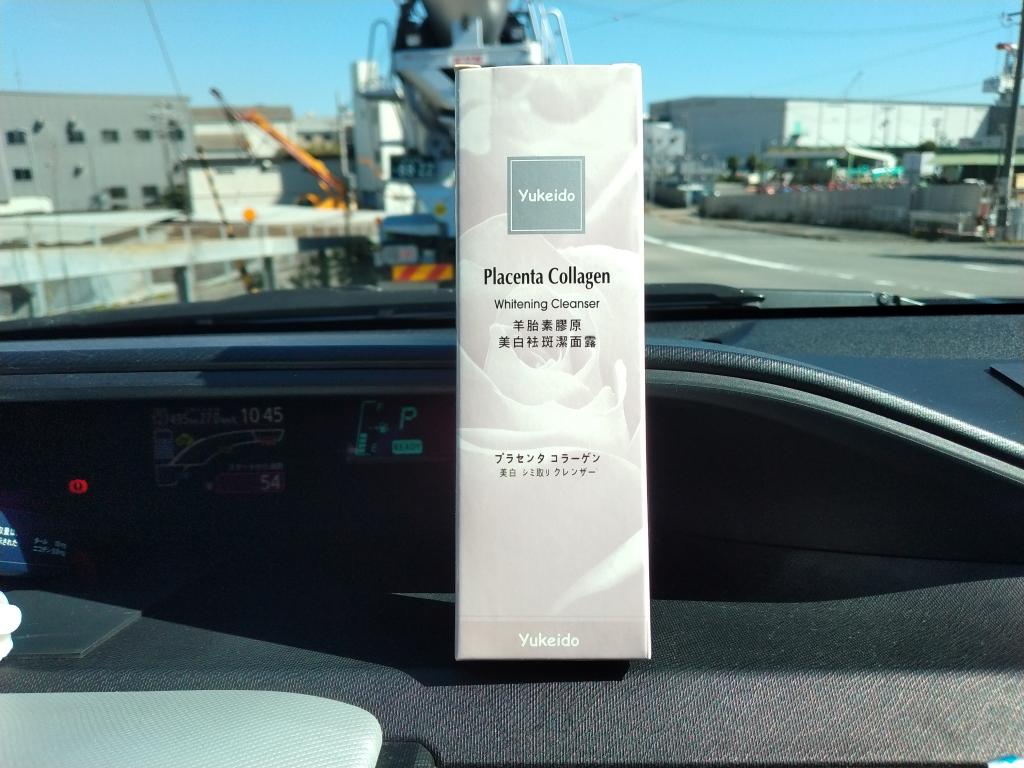 Yukeido
Placenta Collagen
Whitening Cleanser
羊胎素膠原
美白袪斑潔面露
プラセンタ コラーゲン
美白 シミ取り クレンザー
Yukeido
10:45
P
READY
54